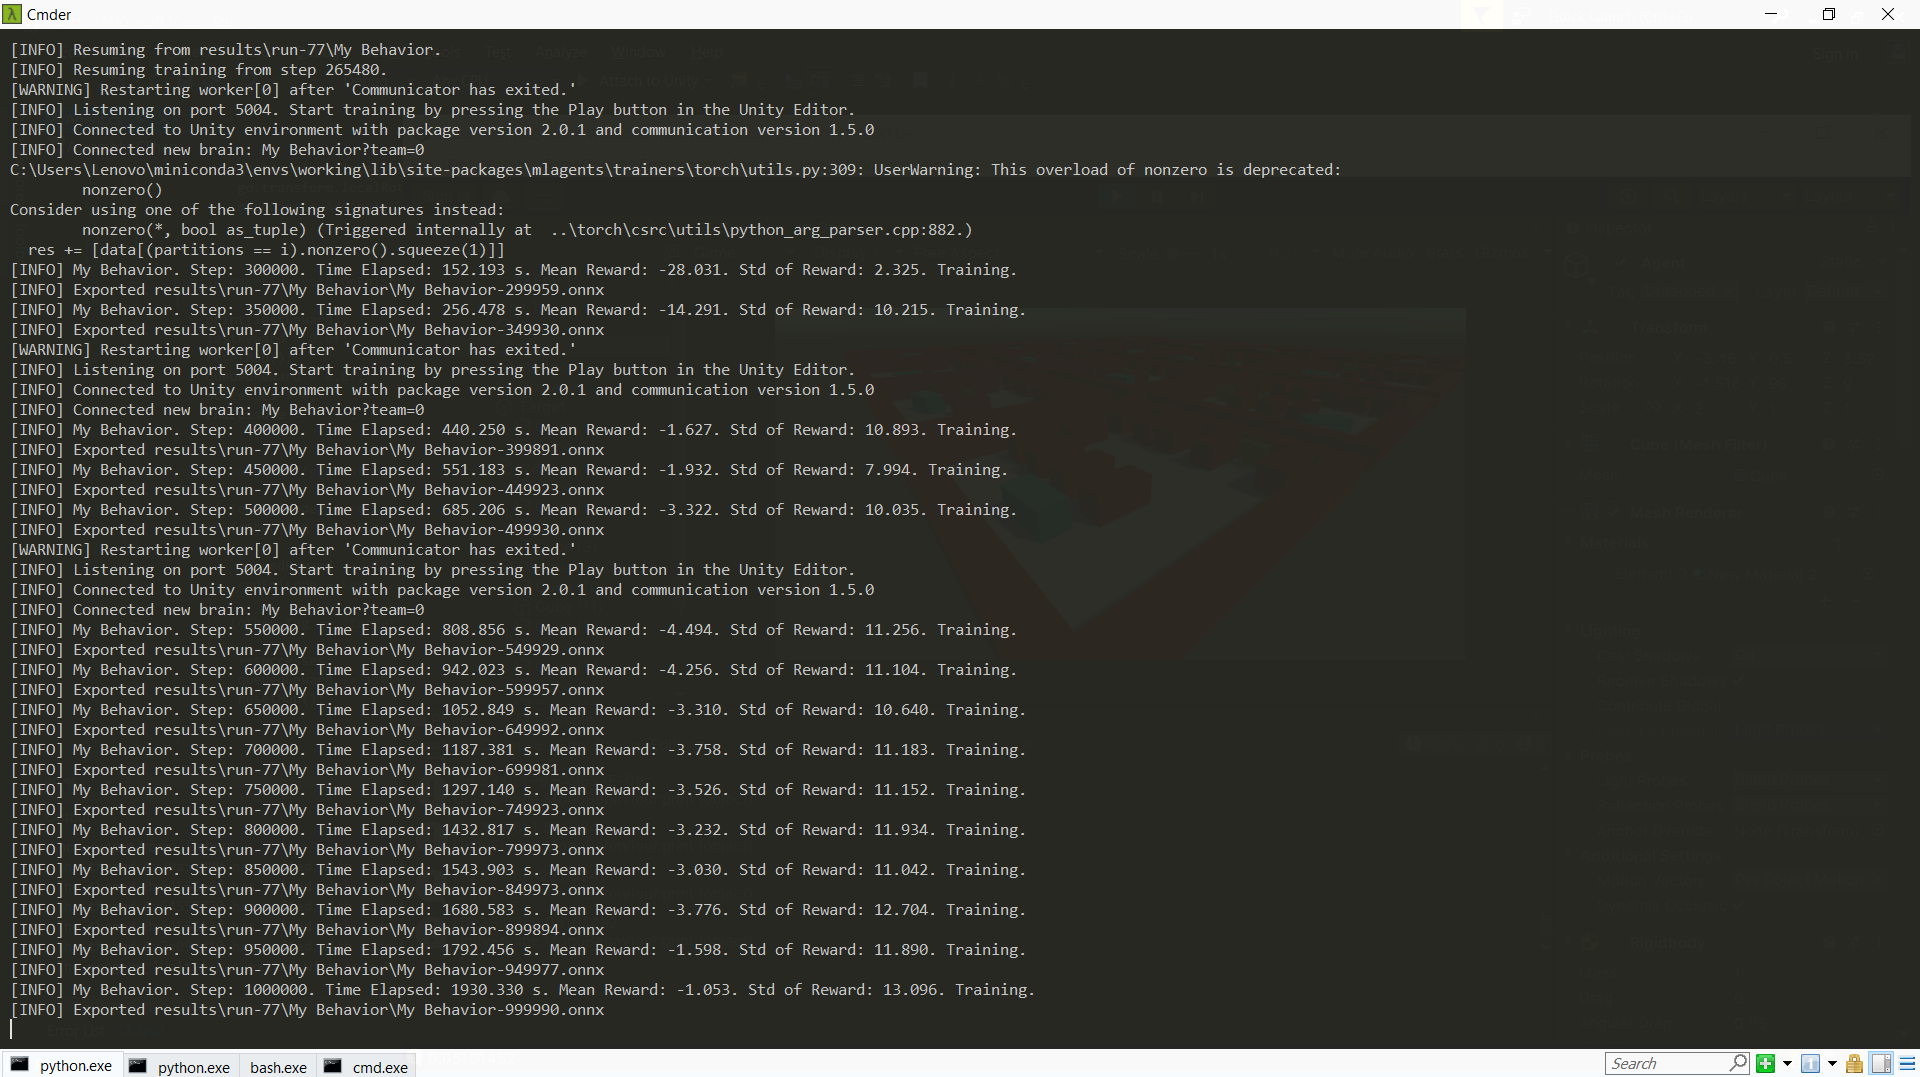 Cmder
[INFO] Resuming from results\run-77\My Behavior.
[INFO] Resuming training from step 265480.
[WARNING] Restarting worker[0] after 'Communicator has exited.'
[INFO] Listening on port 5004. Start training by pressing the Play button in the Unity Editor.
[INFO] Connected to Unity environment with package version 2.0.1 and communication version 1.5.0
[INFO] Connected new brain: My Behavior?team=0
C:\Users\Lenovo\miniconda3\envs\working\lib\site-packages\mlagents\trainers\torch\utils.py:309: UserWarning: This overload of nonzero is deprecated:
        nonzero()
Consider using one of the following signatures instead:
        nonzero(*, bool as_tuple) (Triggered internally at  ..\torch\csrc\utils\python_arg_parser.cpp:882.)
  res += [data[(partitions == i).nonzero().squeeze(1)]]
[INFO] My Behavior. Step: 300000. Time Elapsed: 152.193 s. Mean Reward: -28.031. Std of Reward: 2.325. Training.
[INFO] Exported results\run-77\My Behavior\My Behavior-299959.onnx
[INFO] My Behavior. Step: 350000. Time Elapsed: 256.478 s. Mean Reward: -14.291. Std of Reward: 10.215. Training.
[INFO] Exported results\run-77\My Behavior\My Behavior-349930.onnx
[WARNING] Restarting worker[0] after 'Communicator has exited.'
[INFO] Listening on port 5004. Start training by pressing the Play button in the Unity Editor.
[INFO] Connected to Unity environment with package version 2.0.1 and communication version 1.5.0
[INFO] Connected new brain: My Behavior?team=0
[INFO] My Behavior. Step: 400000. Time Elapsed: 440.250 s. Mean Reward: -1.627. Std of Reward: 10.893. Training.
[INFO] Exported results\run-77\My Behavior\My Behavior-399891.onnx
[INFO] My Behavior. Step: 450000. Time Elapsed: 551.183 s. Mean Reward: -1.932. Std of Reward: 7.994. Training.
[INFO] Exported results\run-77\My Behavior\My Behavior-449923.onnx
[INFO] My Behavior. Step: 500000. Time Elapsed: 685.206 s. Mean Reward: -3.322. Std of Reward: 10.035. Training.
[INFO] Exported results\run-77\My Behavior\My Behavior-499930.onnx
[WARNING] Restarting worker[0] after 'Communicator has exited.'
[INFO] Listening on port 5004. Start training by pressing the Play button in the Unity Editor.
[INFO] Connected to Unity environment with package version 2.0.1 and communication version 1.5.0
[INFO] Connected new brain: My Behavior?team=0
[INFO] My Behavior. Step: 550000. Time Elapsed: 808.856 s. Mean Reward: -4.494. Std of Reward: 11.256. Training.
[INFO] Exported results\run-77\My Behavior\My Behavior-549929.onnx
[INFO] My Behavior. Step: 600000. Time Elapsed: 942.023 s. Mean Reward: -4.256. Std of Reward: 11.104. Training.
[INFO] Exported results\run-77\My Behavior\My Behavior-599957.onnx
[INFO] My Behavior. Step: 650000. Time Elapsed: 1052.849 s. Mean Reward: -3.310. Std of Reward: 10.640. Training.
[INFO] Exported results\run-77\My Behavior\My Behavior-649992.onnx
[INFO] My Behavior. Step: 700000. Time Elapsed: 1187.381 s. Mean Reward: -3.758. Std of Reward: 11.183. Training.
[INFO] Exported results\run-77\My Behavior\My Behavior-699981.onnx
[INFO] My Behavior. Step: 750000. Time Elapsed: 1297.140 s. Mean Reward: -3.526. Std of Reward: 11.152. Training.
[INFO] Exported results\run-77\My Behavior\My Behavior-749923.onnx
[INFO] My Behavior. Step: 800000. Time Elapsed: 1432.817 s. Mean Reward: -3.232. Std of Reward: 11.934. Training.
[INFO] Exported results\run-77\My Behavior\My Behavior-799973.onnx
[INFO] My Behavior. Step: 850000. Time Elapsed: 1543.903 s. Mean Reward: -3.030. Std of Reward: 11.042. Training.
[INFO] Exported results\run-77\My Behavior\My Behavior-849973.onnx
[INFO] My Behavior. Step: 900000. Time Elapsed: 1680.583 s. Mean Reward: -3.776. Std of Reward: 12.704. Training.
[INFO] Exported results\run-77\My Behavior\My Behavior-899894.onnx
[INFO] My Behavior. Step: 950000. Time Elapsed: 1792.456 s. Mean Reward: -1.598. Std of Reward: 11.890. Training.
[INFO] Exported results\run-77\My Behavior\My Behavior-949977.onnx
[INFO] My Behavior. Step: 1000000. Time Elapsed: 1930.330 s. Mean Reward: -1.053. Std of Reward: 13.096. Training.
[INFO] Exported results\run-77\My Behavior\My Behavior-999990.onnx
python.exe python.exe bash.exe cmd.exe Search